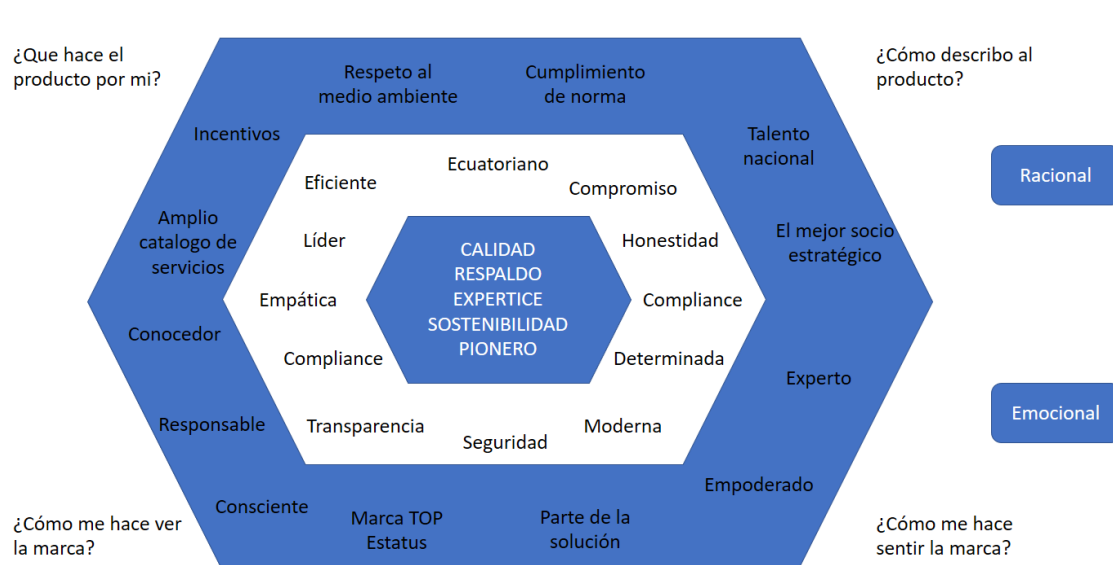 ¿Que hace el
producto por mi?
¿Cómo describo al
producto?
Respeto al
medio ambiente
Cumplimiento
de norma
Incentivos
Talento
nacional
Ecuatoriano
Eficiente
Compromiso
Racional
Amplio
catalogo de
servicios
Líder
Honestidad
El mejor socio
estratégico
CALIDAD
RESPALDO
EXPERTICE
SOSTENIBILIDAD
PIONERO
Empática
Compliance
Conocedor
Compliance
Determinada
Experto
Emocional
Responsable
Transparencia
Seguridad
Moderna
Empoderado
Consciente
Marca TOP
Estatus
Parte de la
solución
¿Cómo me hace ver
la marca?
¿Cómo me hace
sentir la marca?